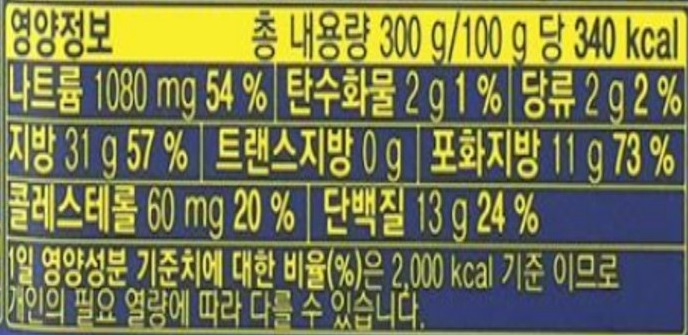 영양정보 총 내용량 300 g/100 g 당 340 kcal
나트륨 1080 mg 54 % 탄수화물 2 g 1 % 당류 2 g 2 %
지방 31 g 57 % 트랜스지방 0 g 포화지방 11 g 73 %
콜레스테롤 60 mg 20 % 단백질 13 g 24 %
1일 영양성분 기준치에 대한 비율(%)은 2,000 kcal 기준 이므로
개인의 필요 열량에 따라 다를 수 있습니다.